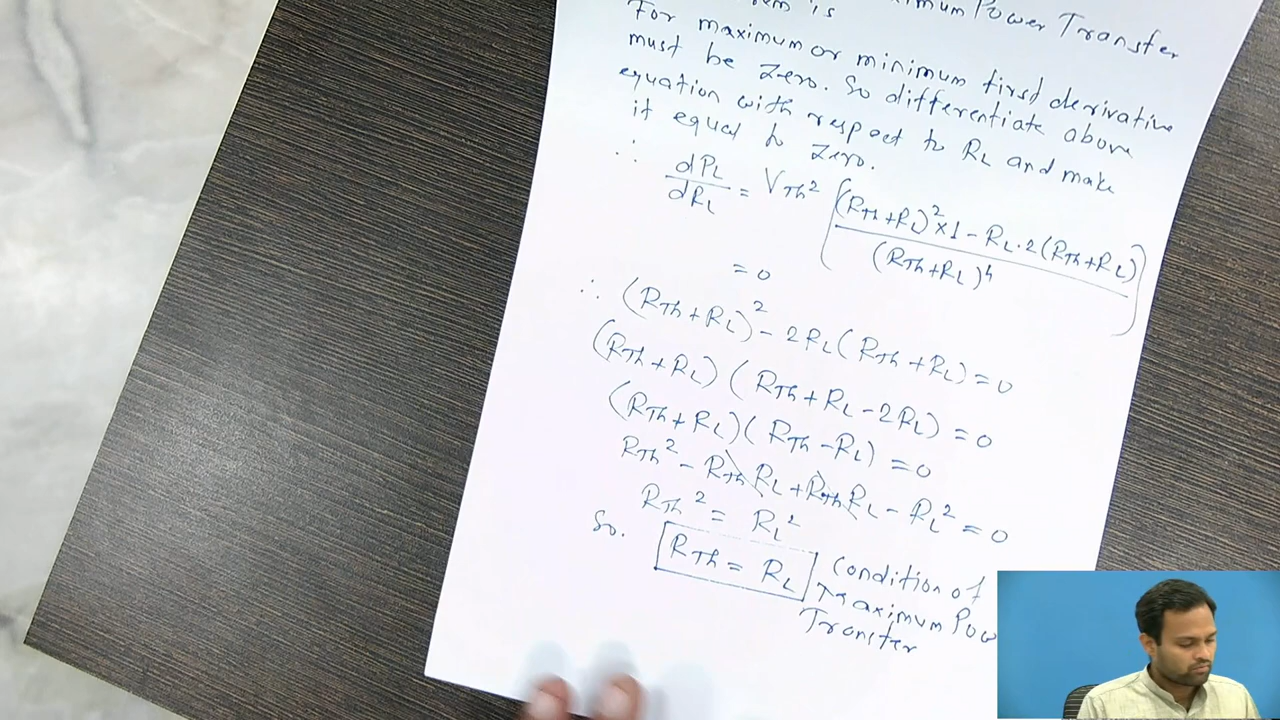 is Power Transfer
For maximum or minimum first derivative
must be zero. So differentiate above
equation with respect to RL and make
it equal to zero.
∴ dPL/dRL = VTh² [((RTh+RL)²×1 - RL·2(RTh+RL))/(RTh+RL)⁴]
= 0
∴ (RTh+RL)² - 2RL(RTh+RL) = 0
(RTh+RL)(RTh+RL-2RL) = 0
(RTh+RL)(RTh-RL) = 0
RTh² - RTh RL + RTh RL - RL² = 0
RTh² = RL²
So. RTh = RL Condition of
Maximum Pow
Transfer